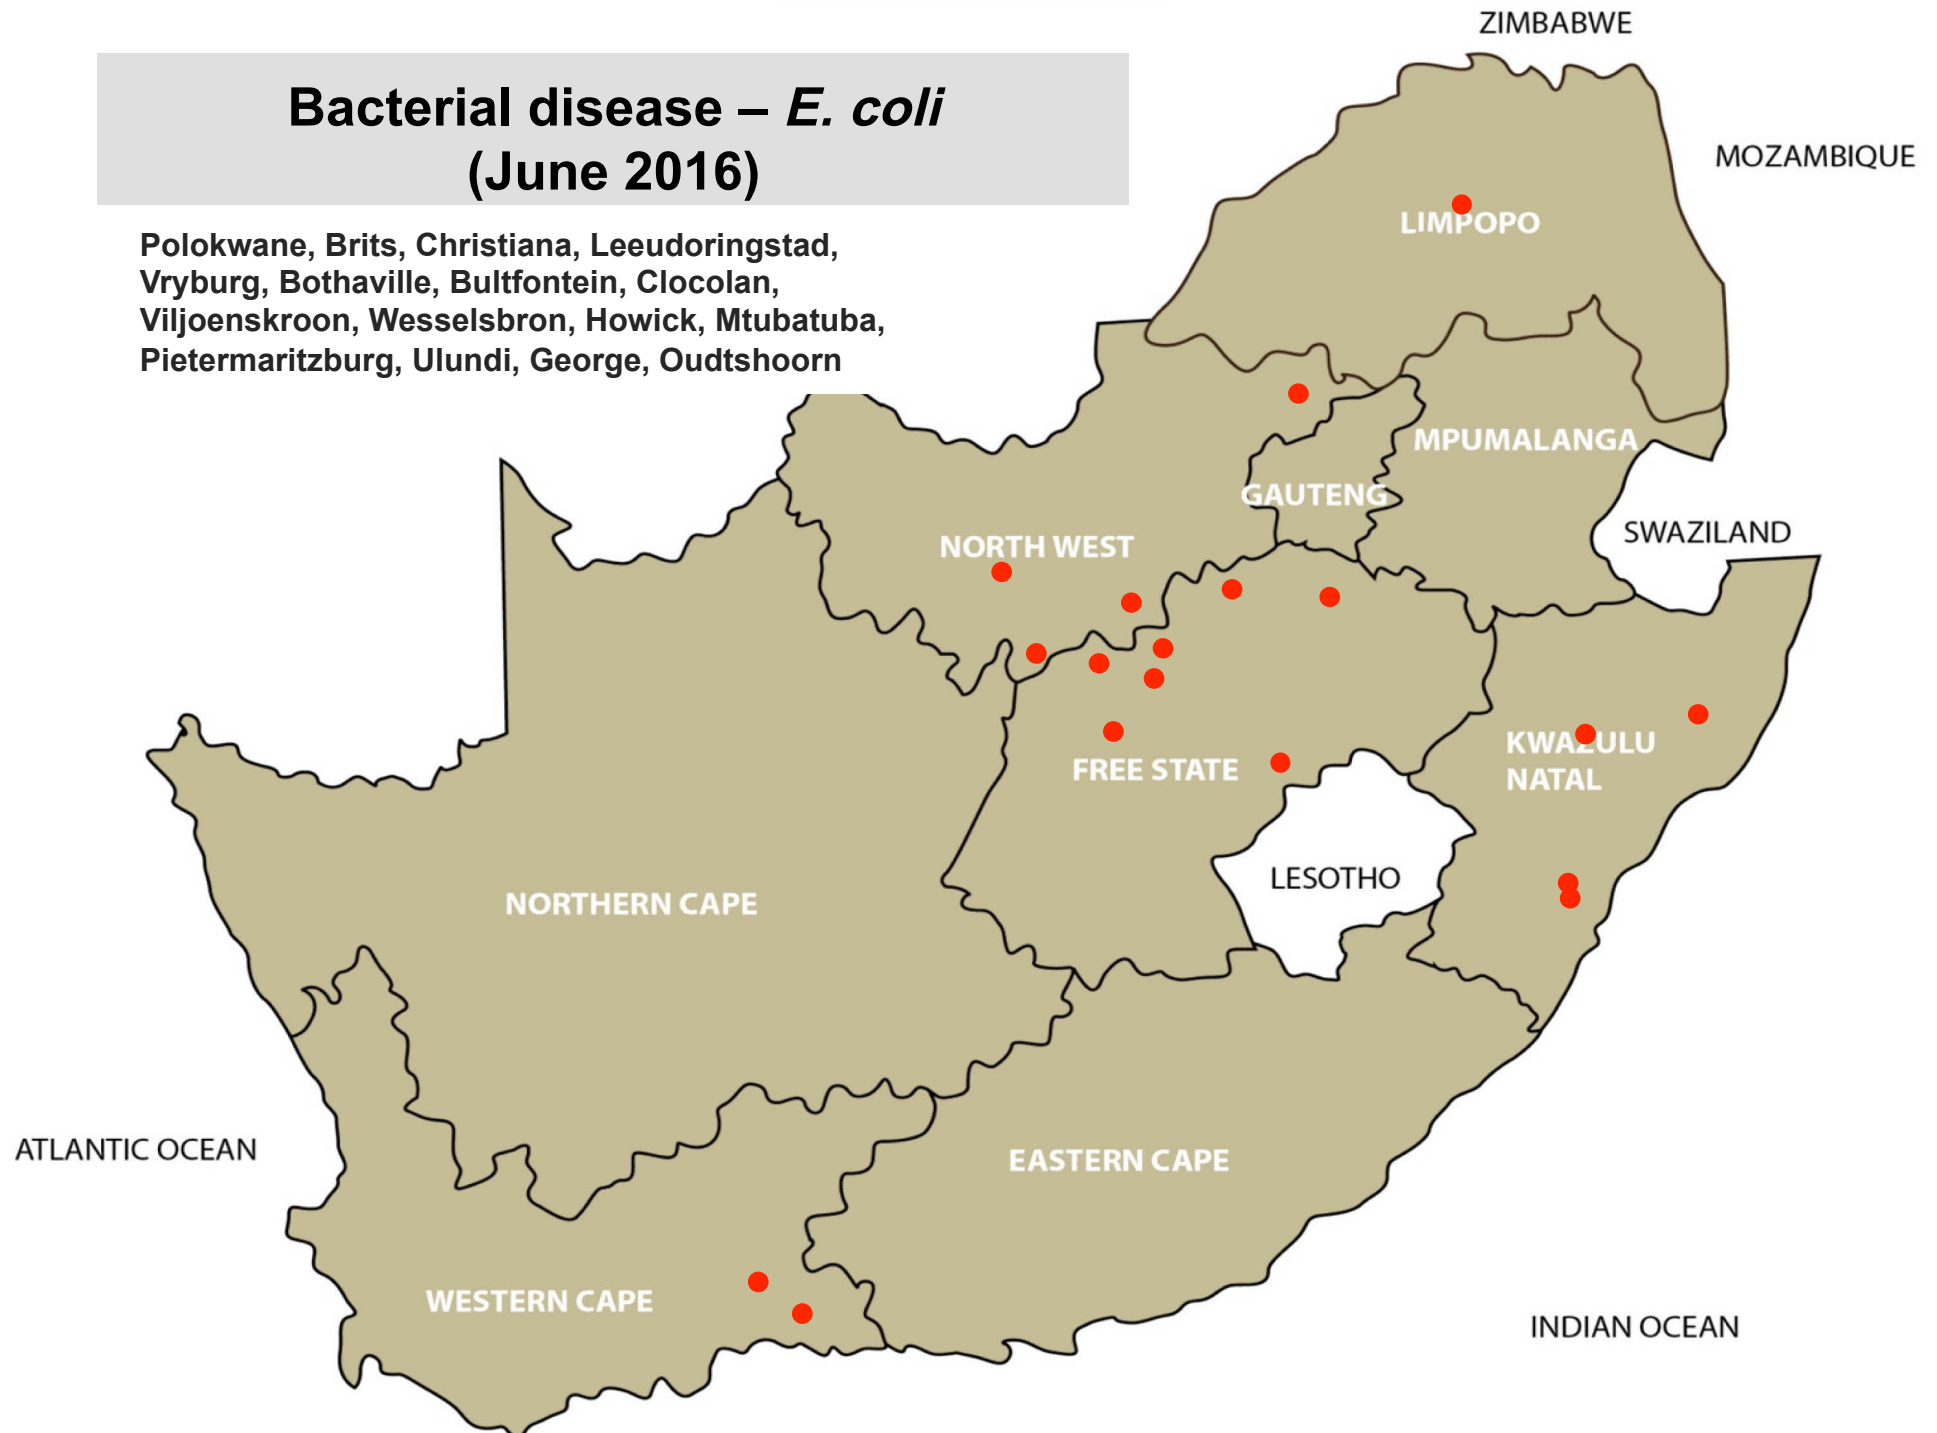 ZIMBABWE
Bacterial disease – E. coli
(June 2016)
MOZAMBIQUE
Polokwane, Brits, Christiana, Leeudoringstad,
Vryburg, Bothaville, Bultfontein, Clocolan,
Viljoenskroon, Wesselsbron, Howick, Mtubatuba,
Pietermaritzburg, Ulundi, George, Oudtshoorn
LIMPOPO
MPUMALANGA
GAUTENG
SWAZILAND
NORTH WEST
KWAZULU
NATAL
FREE STATE
LESOTHO
NORTHERN CAPE
ATLANTIC OCEAN
EASTERN CAPE
WESTERN CAPE
INDIAN OCEAN